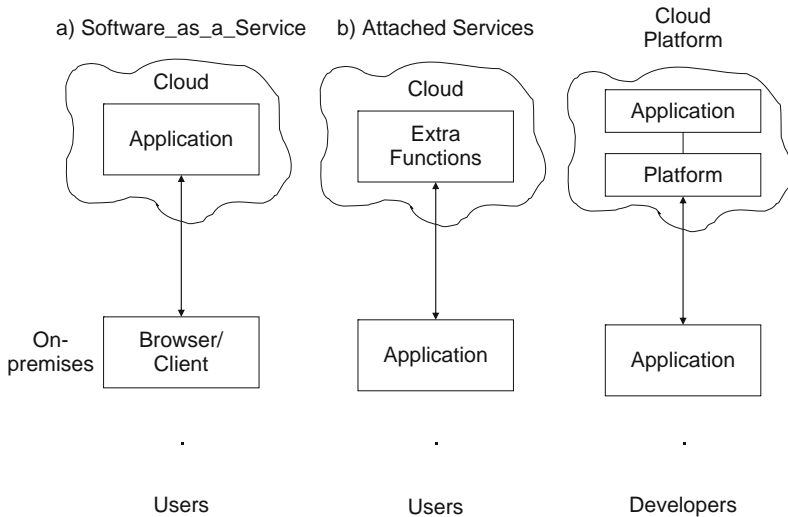 a) Software_as_a_Service
Cloud
Application
On-
premises
Browser/
Client
Users
b) Attached Services
Cloud
Extra
Functions
Application
Users
Cloud
Platform
Application
Platform
Application
Developers